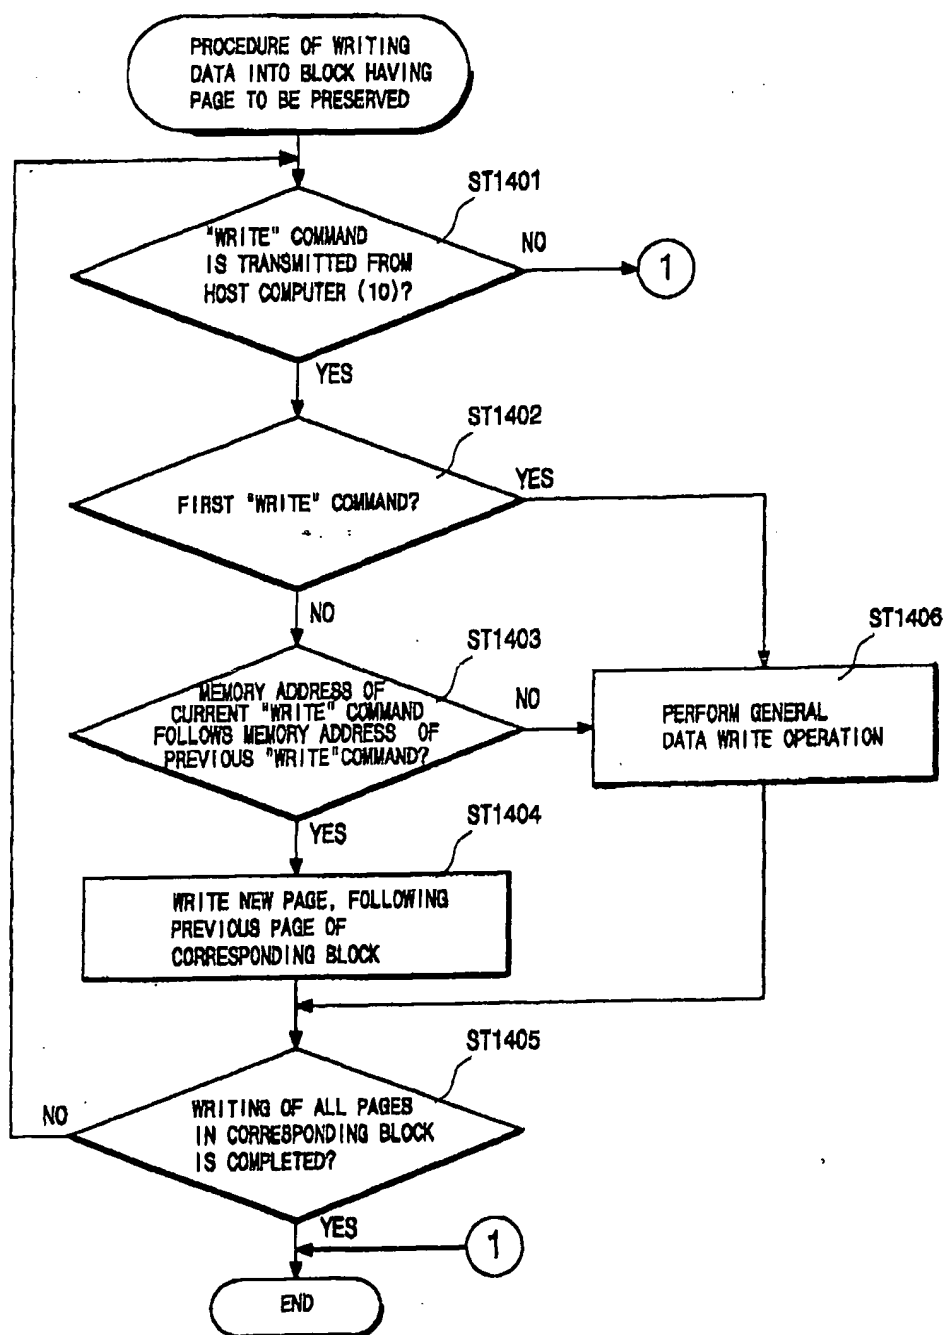 PROCEDURE OF WRITING
DATA INTO BLOCK HAVING
PAGE TO BE PRESERVED
ST1401
"WRITE" COMMAND
IS TRANSMITTED FROM
HOST COMPUTER (10)?
NO
1
YES
ST1402
FIRST "WRITE" COMMAND?
YES
NO
ST1403
MEMORY ADDRESS OF
CURRENT "WRITE" COMMAND
FOLLOWS MEMORY ADDRESS OF
PREVIOUS "WRITE"COMMAND?
NO
ST1406
PERFORM GENERAL
DATA WRITE OPERATION
YES
ST1404
WRITE NEW PAGE, FOLLOWING
PREVIOUS PAGE OF
CORRESPONDING BLOCK
ST1405
WRITING OF ALL PAGES
IN CORRESPONDING BLOCK
IS COMPLETED?
NO
YES
1
END